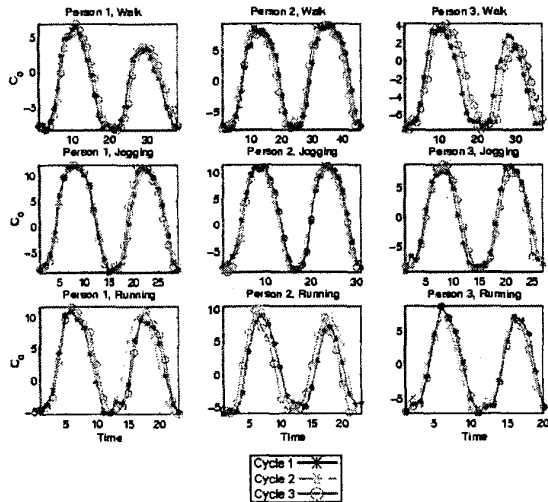 Person 1, Walk
Person 2, Walk
Person 3, Walk
C₀
5
0
−5
10 20 30
5
0
−5
10 20 30 40
4
2
0
−2
−4
−6
10 20 30
Person 1, Jogging
Person 2, Jogging
Person 3, Jogging
C₀
10
5
0
−5
5 10 15 20 25
10
5
0
−5
10 20 30
5
0
−5
5 10 15 20 25
Person 1, Running
Person 2, Running
Person 3, Running
C₀
10
5
0
−5
5 10 15 20
10
5
0
−5
5 10 15 20
5
0
−5
5 10 15 20
Time
Time
Time
Cycle 1
Cycle 2
Cycle 3